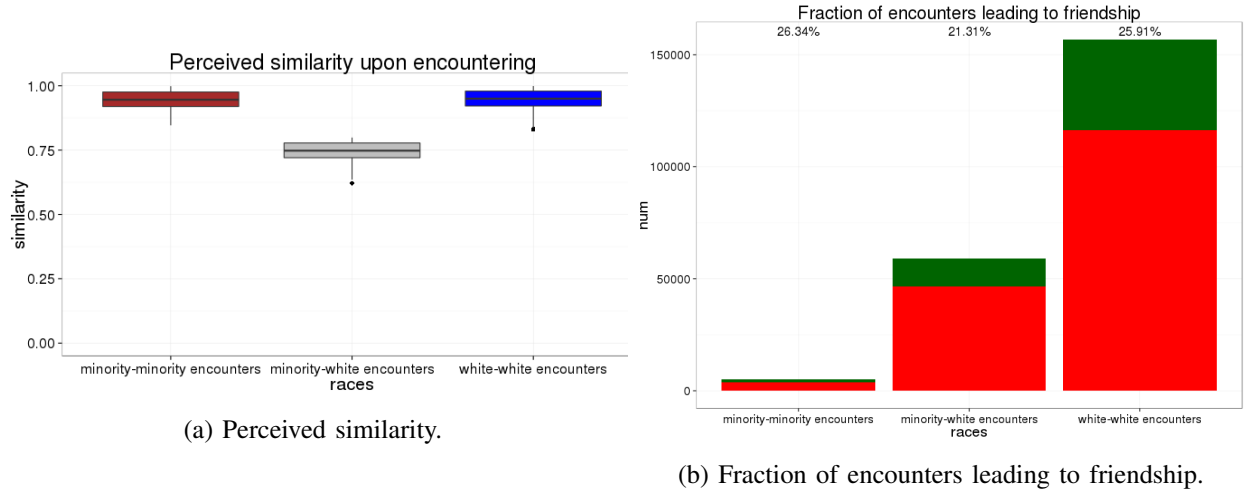 Perceived similarity upon encountering
1.00
0.75
0.50
0.25
0.00
similarity
minority-minority encounters minority-white encounters white-white encounters
races
(a) Perceived similarity.
Fraction of encounters leading to friendship
26.34% 21.31% 25.91%
150000
100000
50000
0
num
minority-minority encounters minority-white encounters white-white encounters
races
(b) Fraction of encounters leading to friendship.